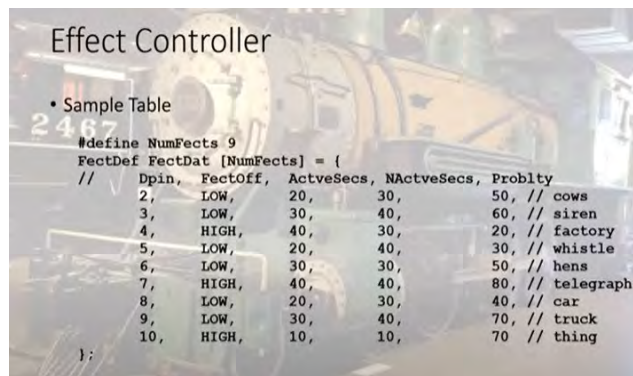 Effect Controller
• Sample Table
2467
#define NumFects 9
FectDef FectDat [NumFects] = {
// Dpin, FectOff, ActveSecs, NActveSecs, Problty
2, LOW, 20, 30, 50, // cows
3, LOW, 30, 40, 60, // siren
4, HIGH, 40, 30, 20, // factory
5, LOW, 20, 40, 30, // whistle
6, LOW, 30, 30, 50, // hens
7, HIGH, 40, 40, 80, // telegraph
8, LOW, 20, 30, 40, // car
9, LOW, 30, 40, 70, // truck
10, HIGH, 10, 10, 70 // thing
};